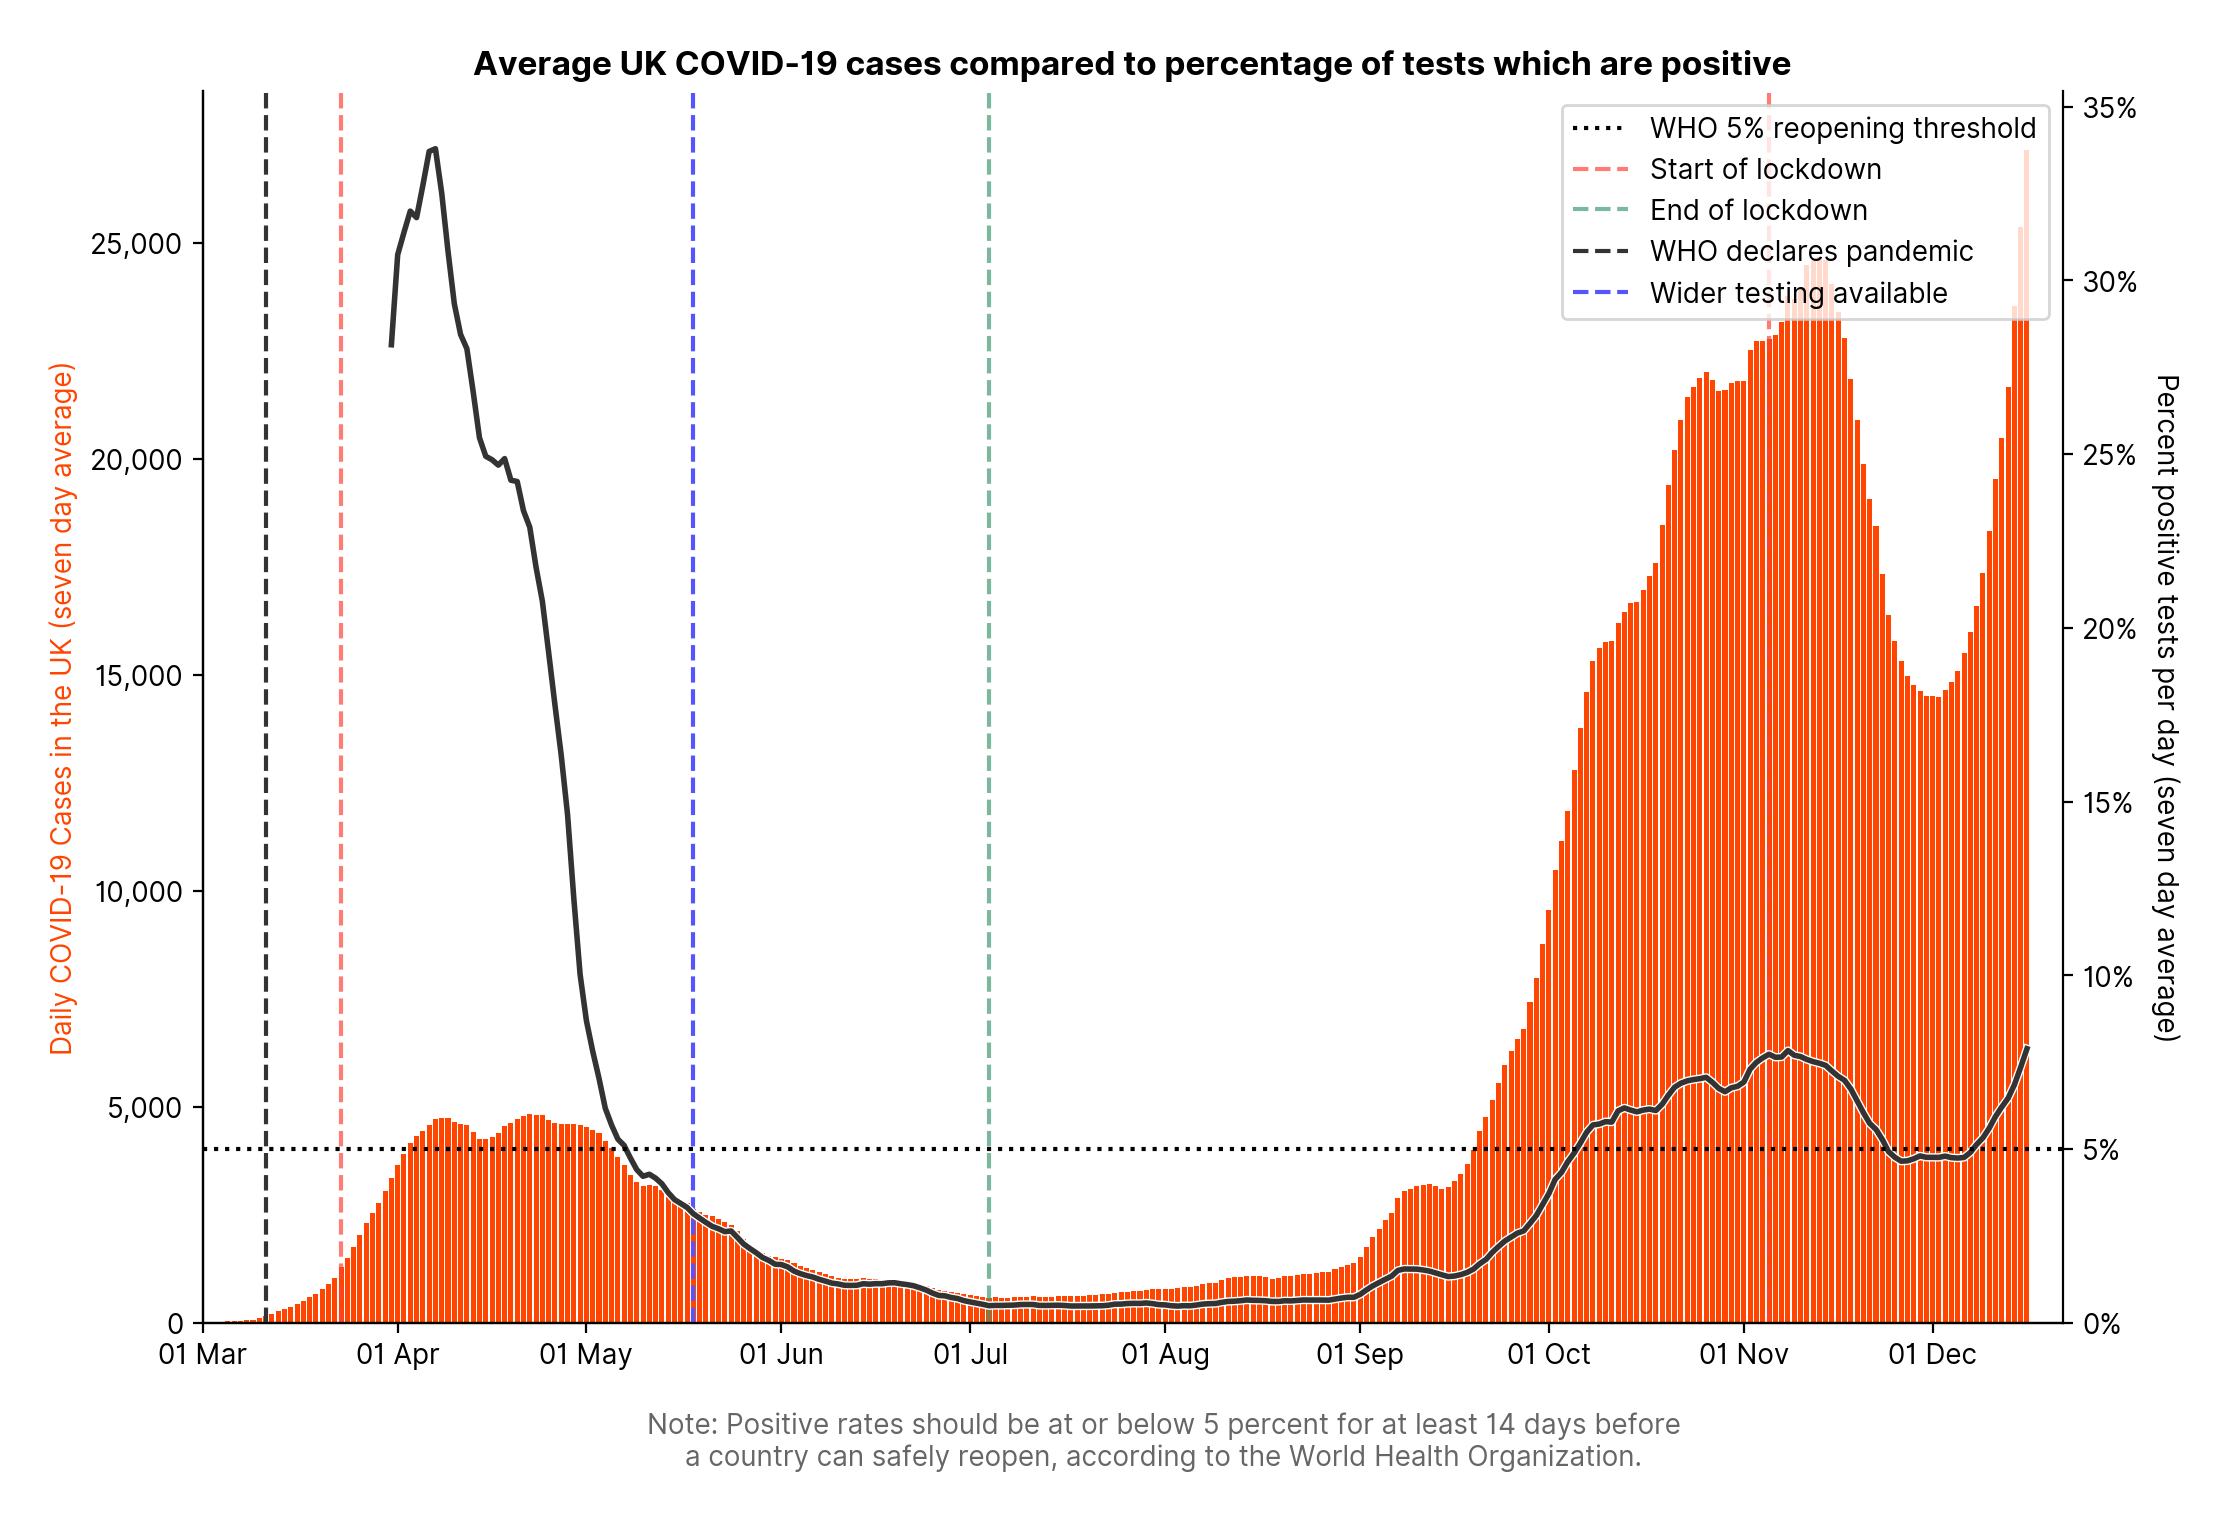 Average UK COVID-19 cases compared to percentage of tests which are positive
WHO 5% reopening threshold
Start of lockdown
End of lockdown
WHO declares pandemic
Wider testing available
Daily COVID-19 Cases in the UK (seven day average)
25,000
20,000
15,000
10,000
5,000
0
35%
30%
25%
20%
15%
10%
5%
0%
Percent positive tests per day (seven day average)
01 Mar
01 Apr
01 May
01 Jun
01 Jul
01 Aug
01 Sep
01 Oct
01 Nov
01 Dec
Note: Positive rates should be at or below 5 percent for at least 14 days before
a country can safely reopen, according to the World Health Organization.